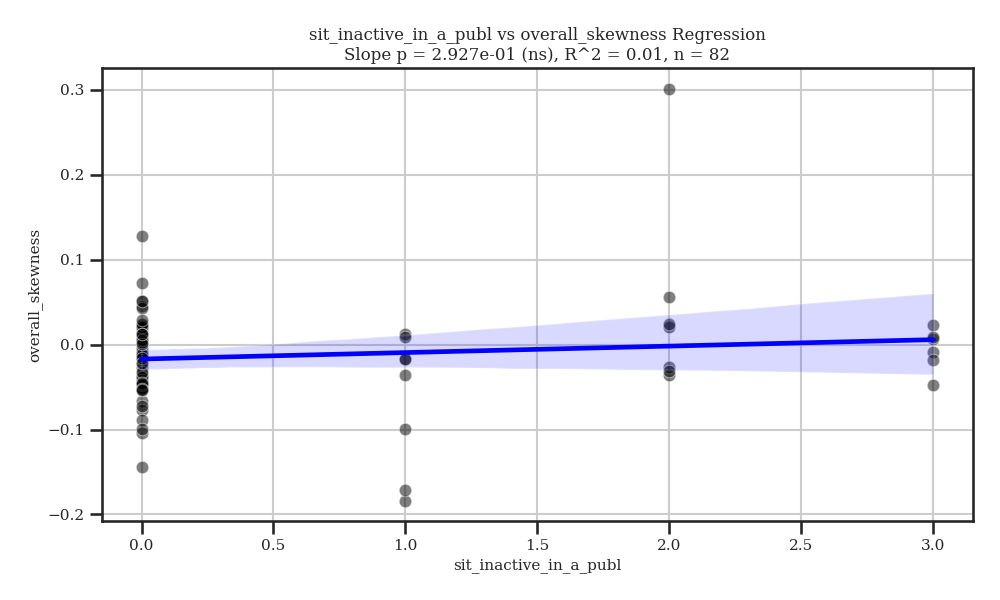 sit_inactive_in_a_publ vs overall_skewness Regression
Slope p = 2.927e-01 (ns), R^2 = 0.01, n = 82
0.3
0.2
0.1
0.0
−0.1
−0.2
overall_skewness
0.0 0.5 1.0 1.5 2.0 2.5 3.0
sit_inactive_in_a_publ